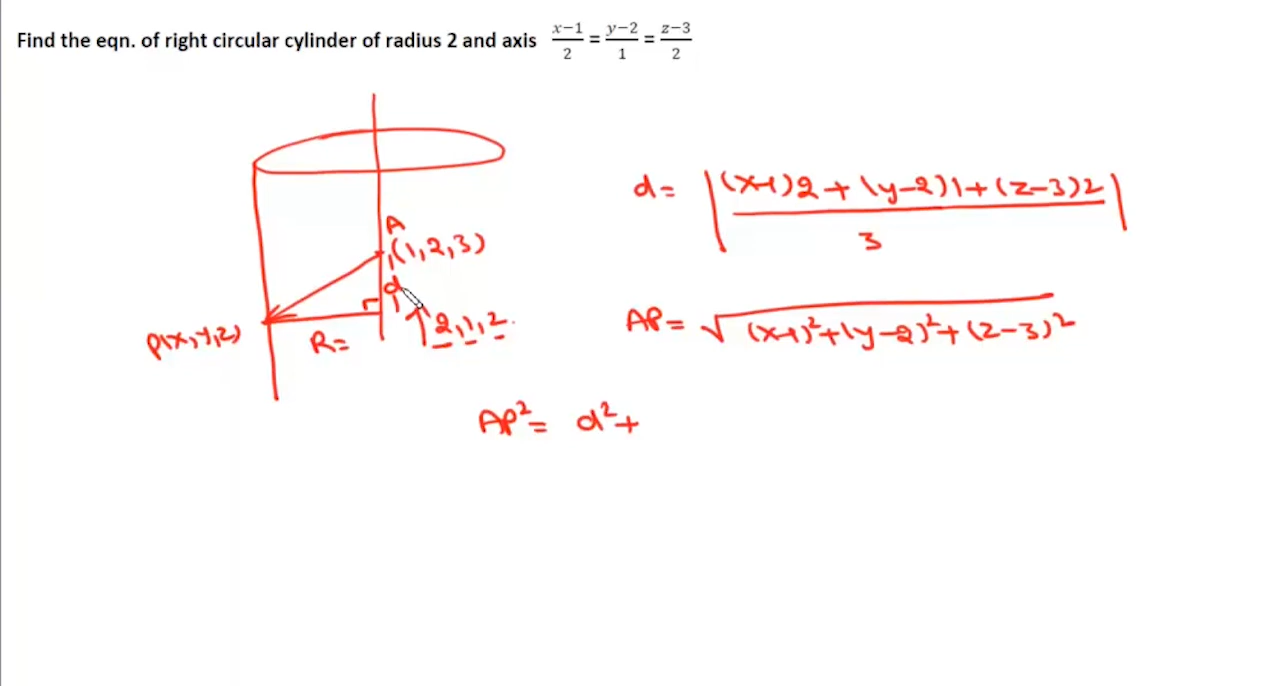 Find the eqn. of right circular cylinder of radius 2 and axis (x−1)/2 = (y−2)/1 = (z−3)/2
d = |((x-1)2 + (y-2)1 + (z-3)2)/3|
A
(1,2,3)
d
P(x,y,z)
R=
2,1,2
AP = √((x-1)²+(y-2)²+(z-3)²)
AP² = d² +